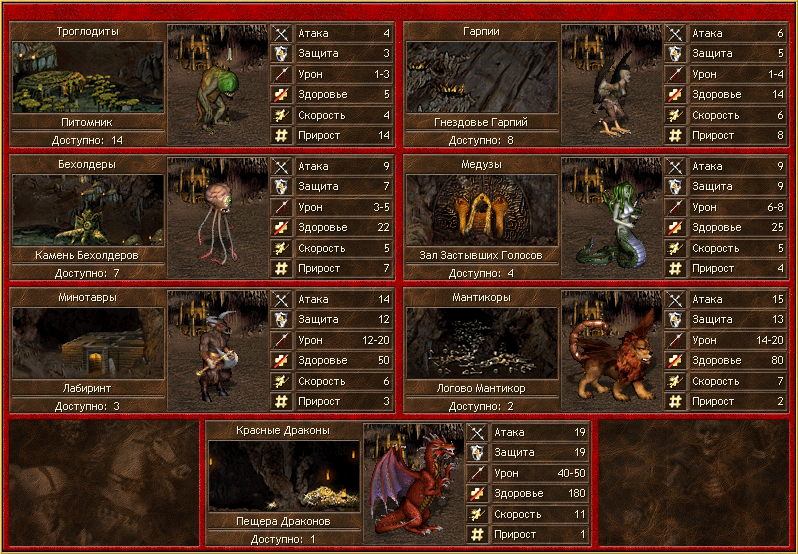 Троглодиты
Атака 4
Защита 3
Урон 1-3
Здоровье 5
Скорость 4
Прирост 14
Питомник
Доступно: 14
Гарпии
Атака 6
Защита 5
Урон 1-4
Здоровье 14
Скорость 6
Прирост 8
Гнездовье Гарпий
Доступно: 8
Бехолдеры
Атака 9
Защита 7
Урон 3-5
Здоровье 22
Скорость 5
Прирост 7
Камень Бехолдеров
Доступно: 7
Медузы
Атака 9
Защита 9
Урон 6-8
Здоровье 25
Скорость 5
Прирост 4
Зал Застывших Голосов
Доступно: 4
Минотавры
Атака 14
Защита 12
Урон 12-20
Здоровье 50
Скорость 6
Прирост 3
Лабиринт
Доступно: 3
Мантикоры
Атака 15
Защита 13
Урон 14-20
Здоровье 80
Скорость 7
Прирост 2
Логово Мантикор
Доступно: 2
Красные Драконы
Атака 19
Защита 19
Урон 40-50
Здоровье 180
Скорость 11
Прирост 1
Пещера Драконов
Доступно: 1